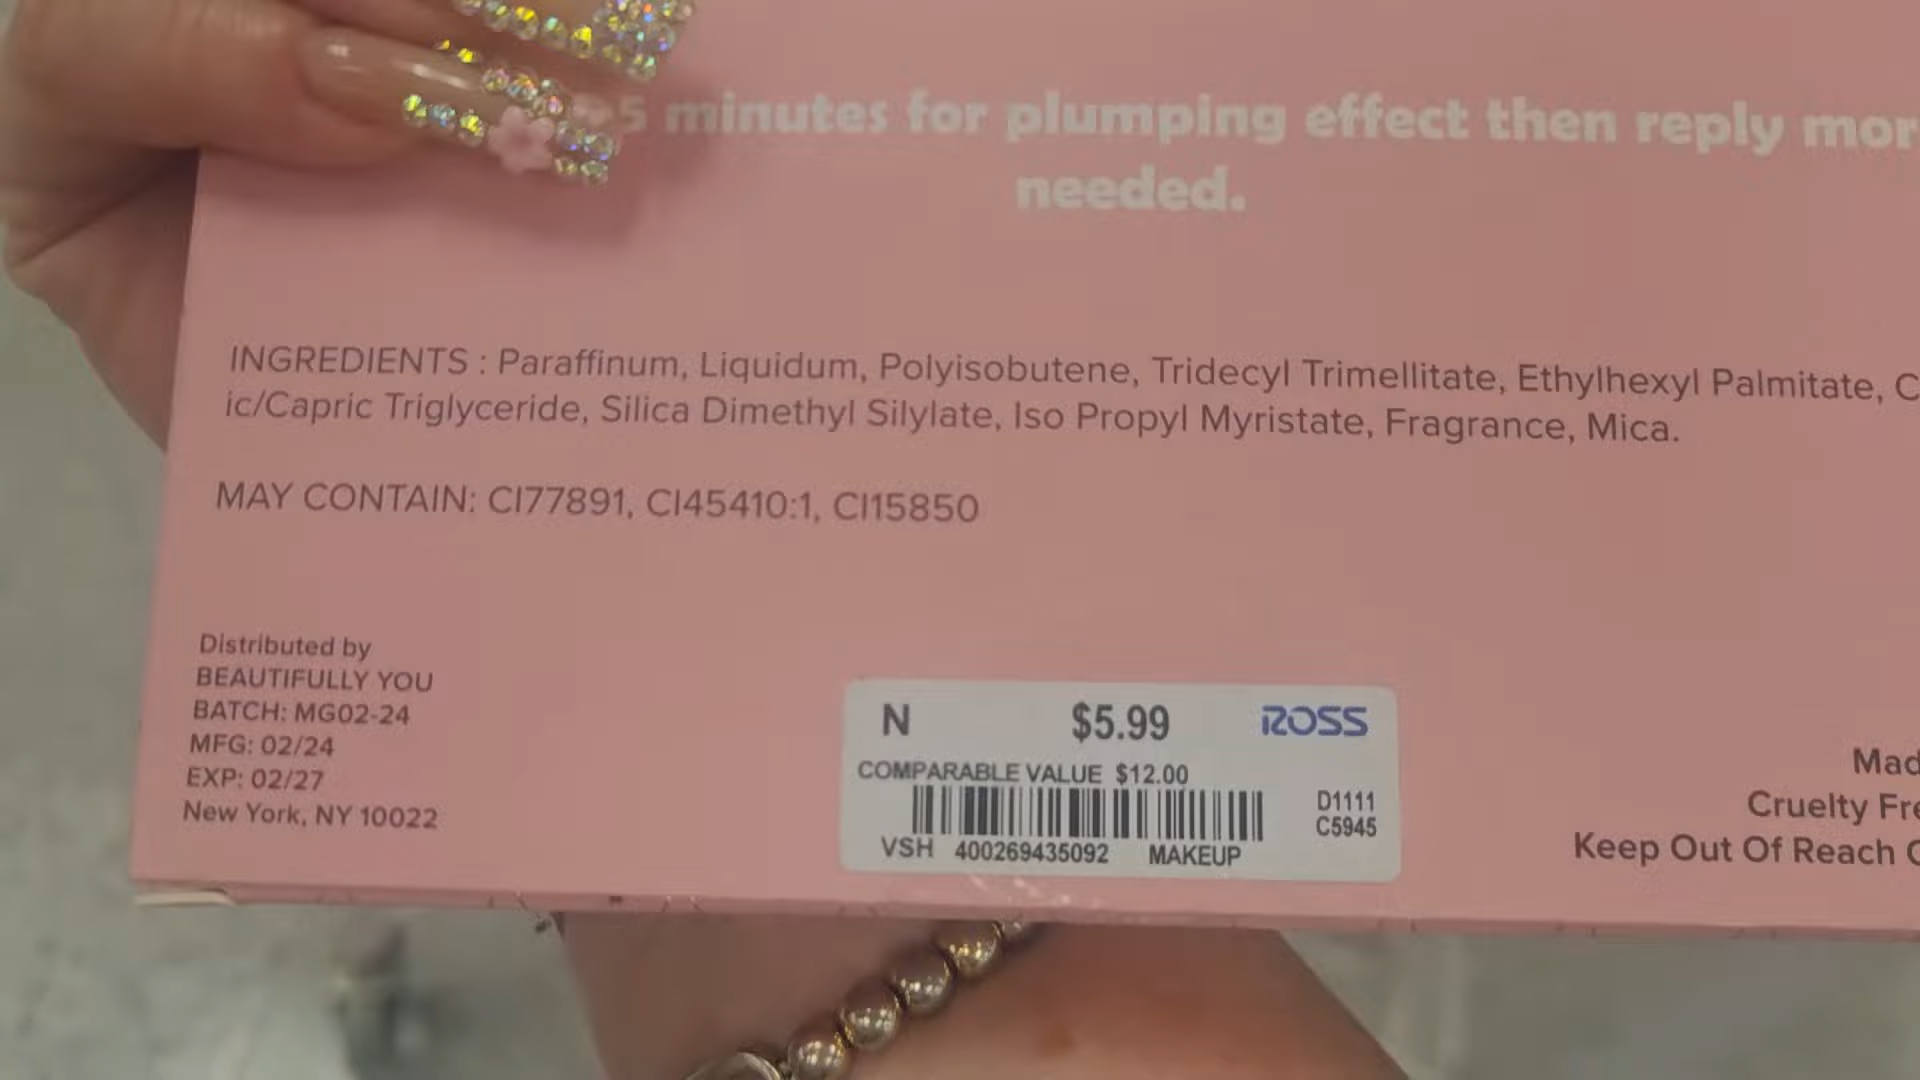 5 minutes for plumping effect then reply mor
needed.
INGREDIENTS : Paraffinum, Liquidum, Polyisobutene, Tridecyl Trimellitate, Ethylhexyl Palmitate, C
ic/Capric Triglyceride, Silica Dimethyl Silylate, Iso Propyl Myristate, Fragrance, Mica.
MAY CONTAIN: CI77891, CI45410:1, CI15850
Distributed by
BEAUTIFULLY YOU
BATCH: MG02-24
MFG: 02/24
EXP: 02/27
New York, NY 10022
N $5.99 ROSS
COMPARABLE VALUE $12.00
D1111
C5945
VSH 400269435092 MAKEUP
Mad
Cruelty Fre
Keep Out Of Reach C